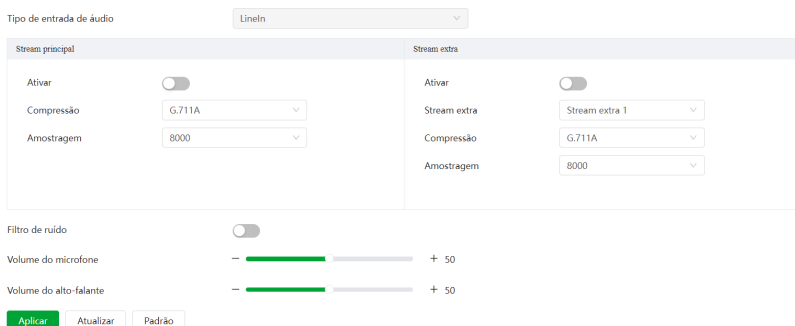 Tipo de entrada de áudio LineIn
Stream principal Stream extra
Ativar Ativar
Compressão G.711A Stream extra Stream extra 1
Amostragem 8000 Compressão G.711A
Amostragem 8000
Filtro de ruído
Volume do microfone − + 50
Volume do alto-falante − + 50
Aplicar Atualizar Padrão